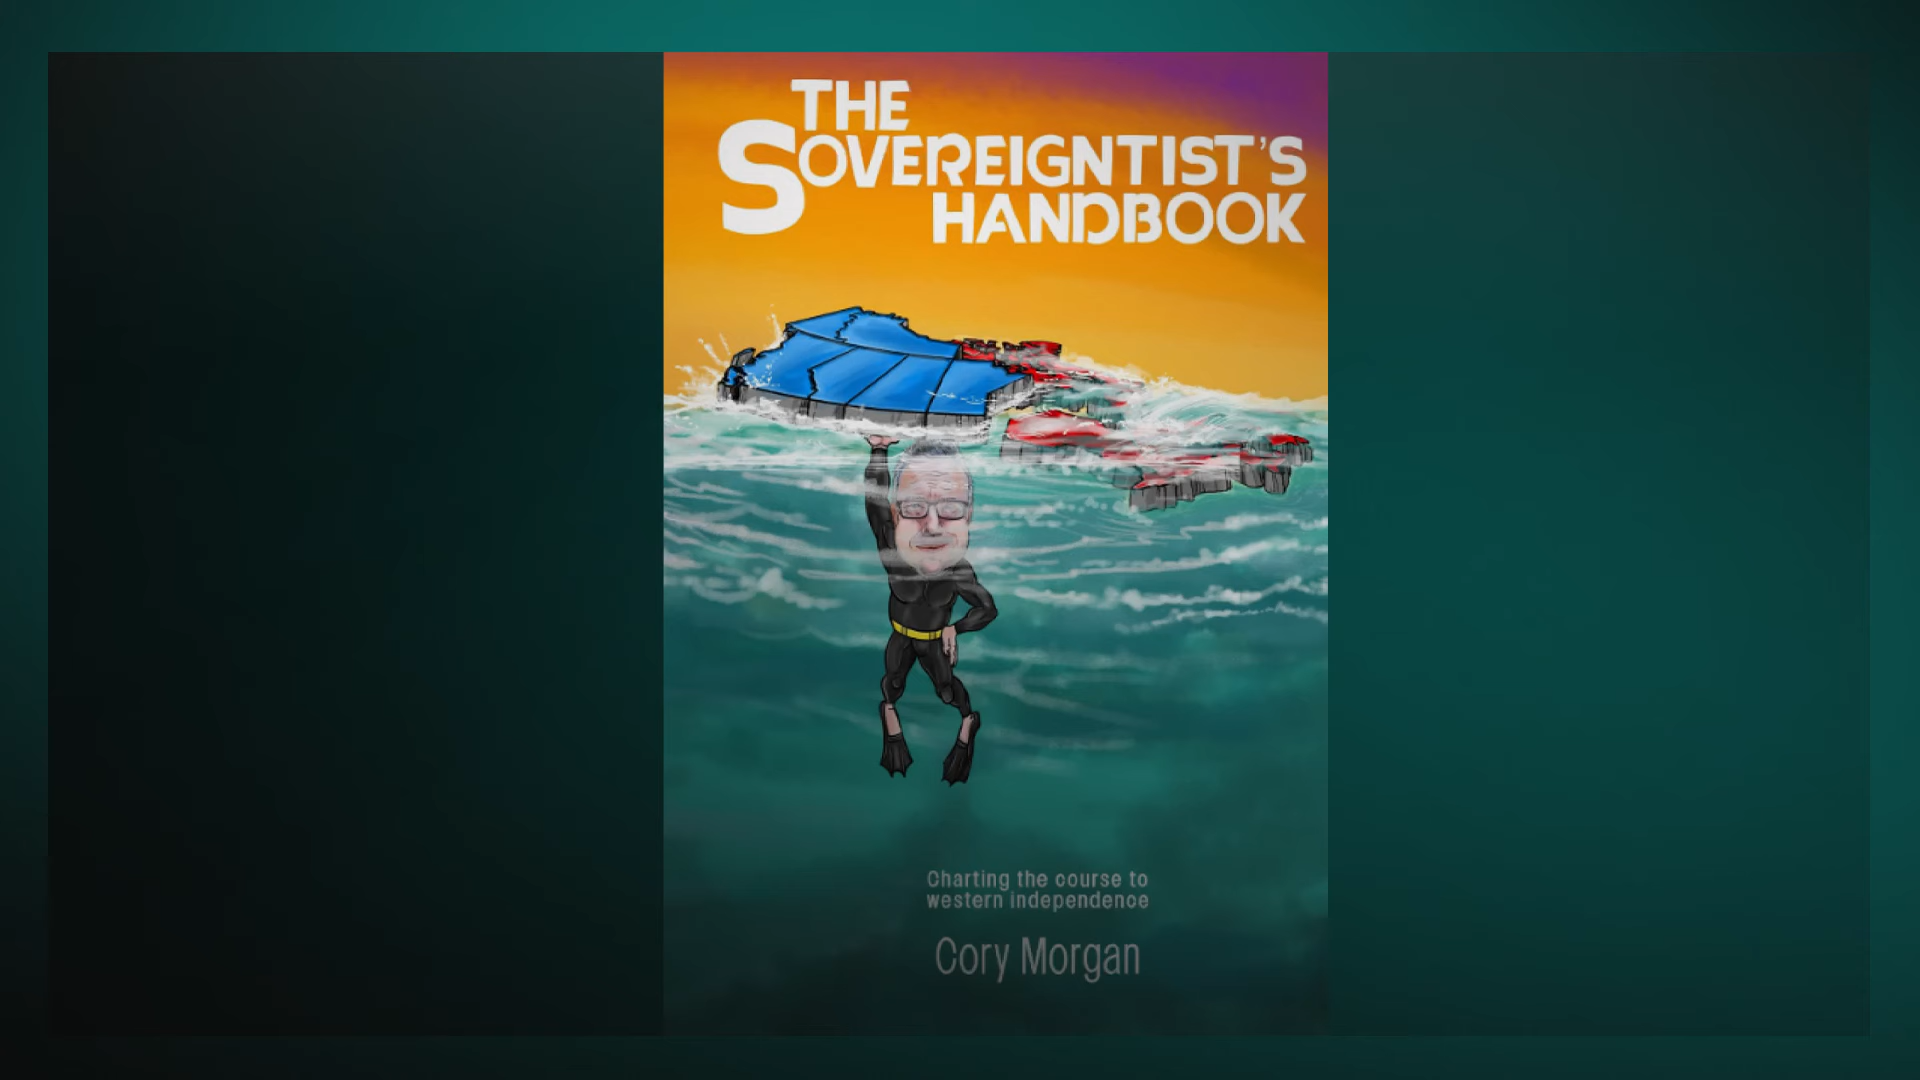 THE
SOVEREIGNTIST'S
HANDBOOK
Charting the course to
western independence
Cory Morgan